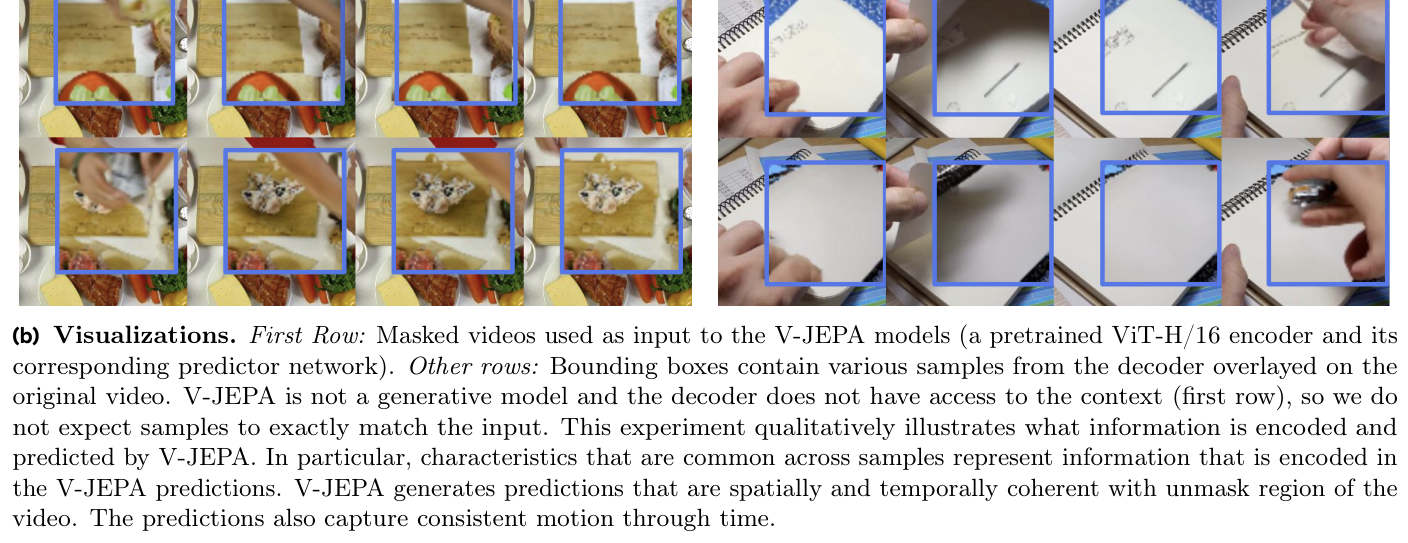 (b) Visualizations. First Row: Masked videos used as input to the V-JEPA models (a pretrained ViT-H/16 encoder and its
corresponding predictor network). Other rows: Bounding boxes contain various samples from the decoder overlayed on the
original video. V-JEPA is not a generative model and the decoder does not have access to the context (first row), so we do
not expect samples to exactly match the input. This experiment qualitatively illustrates what information is encoded and
predicted by V-JEPA. In particular, characteristics that are common across samples represent information that is encoded in
the V-JEPA predictions. V-JEPA generates predictions that are spatially and temporally coherent with unmask region of the
video. The predictions also capture consistent motion through time.